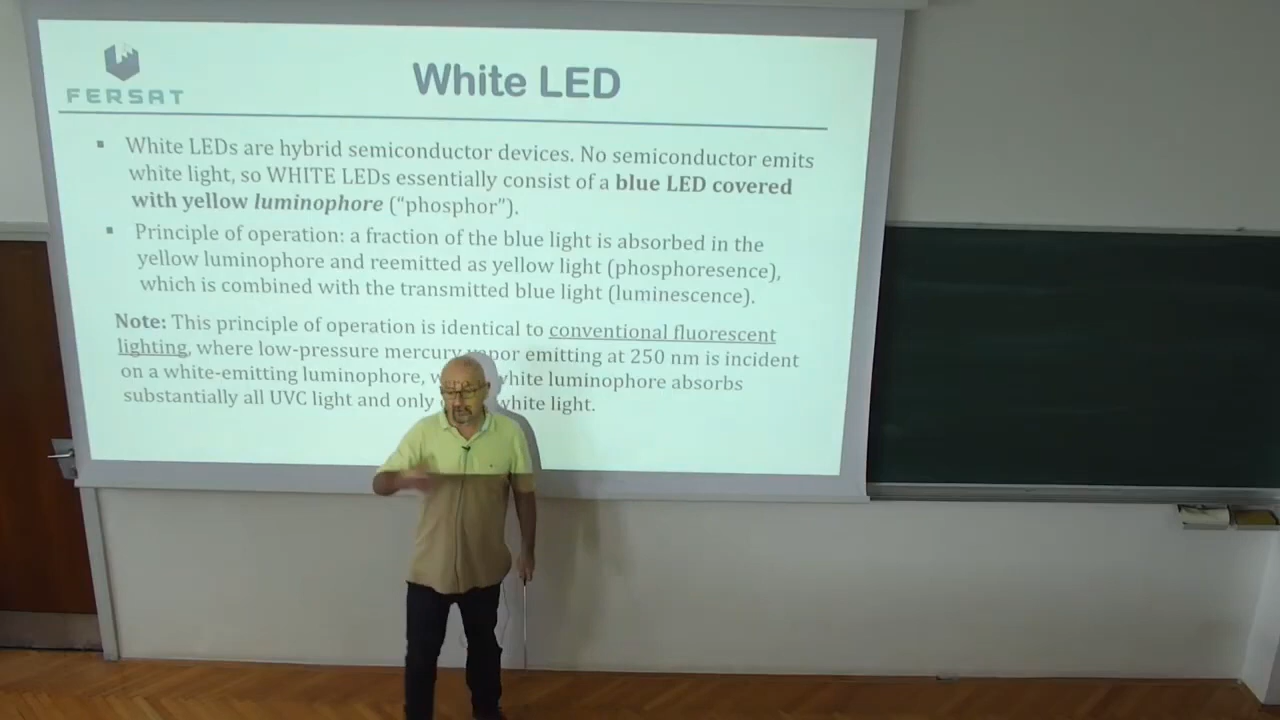 FERSAT
White LED
▪ White LEDs are hybrid semiconductor devices. No semiconductor emits
white light, so WHITE LEDs essentially consist of a blue LED covered
with yellow luminophore (“phosphor”).
▪ Principle of operation: a fraction of the blue light is absorbed in the
yellow luminophore and reemitted as yellow light (phosphoresence),
which is combined with the transmitted blue light (luminescence).
Note: This principle of operation is identical to conventional fluorescent
lighting, where low-pressure mercury vapor emitting at 250 nm is incident
on a white-emitting luminophore, white luminophore absorbs
substantially all UVC light and only white light.